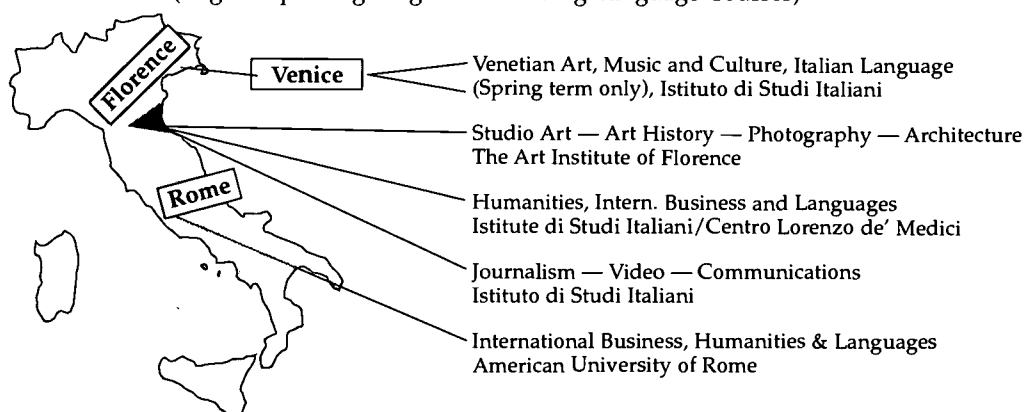 Florence
Venice
Venetian Art, Music and Culture, Italian Language
(Spring term only), Istituto di Studi Italiani
Studio Art — Art History — Photography — Architecture
The Art Institute of Florence
Rome
Humanities, Intern. Business and Languages
Istitute di Studi Italiani/Centro Lorenzo de' Medici
Journalism — Video — Communications
Istituto di Studi Italiani
International Business, Humanities & Languages
American University of Rome